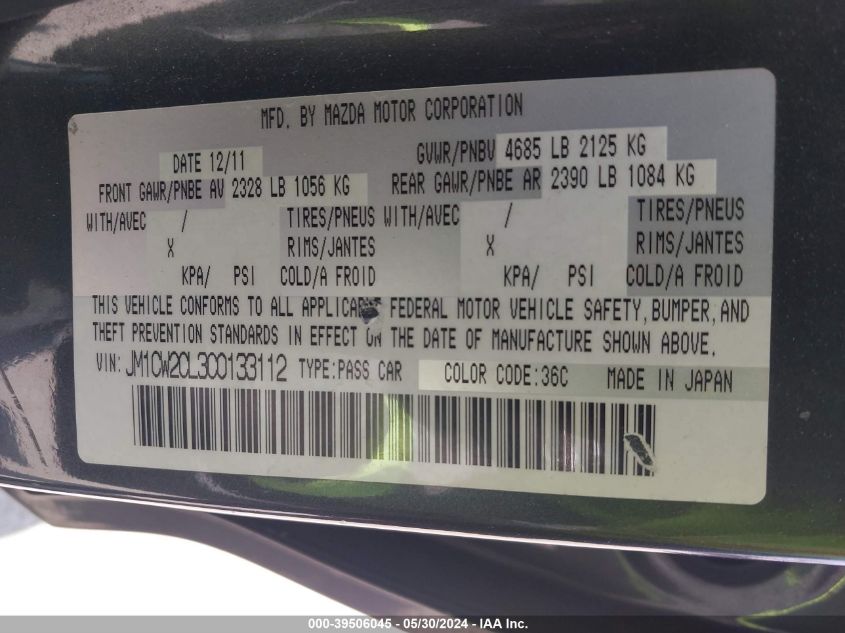 MFD. BY MAZDA MOTOR CORPORATION
DATE 12/11 GVWR/PNBV 4685 LB 2125 KG
FRONT GAWR/PNBE AV 2328 LB 1056 KG REAR GAWR/PNBE AR 2390 LB 1084 KG
WITH/AVEC / TIRES/PNEUS WITH/AVEC / TIRES/PNEUS
X RIMS/JANTES X RIMS/JANTES
KPA/ PSI COLD/A FROID KPA/ PSI COLD/A FROID
THIS VEHICLE CONFORMS TO ALL APPLICABLE FEDERAL MOTOR VEHICLE SAFETY, BUMPER, AND
THEFT PREVENTION STANDARDS IN EFFECT ON THE DATE OF MANUFACTURE SHOWN ABOVE.
VIN: JM1CW2CL3C0133112 TYPE:PASS CAR COLOR CODE:36C MADE IN JAPAN
000-39506045 - 05/30/2024 - IAA Inc.